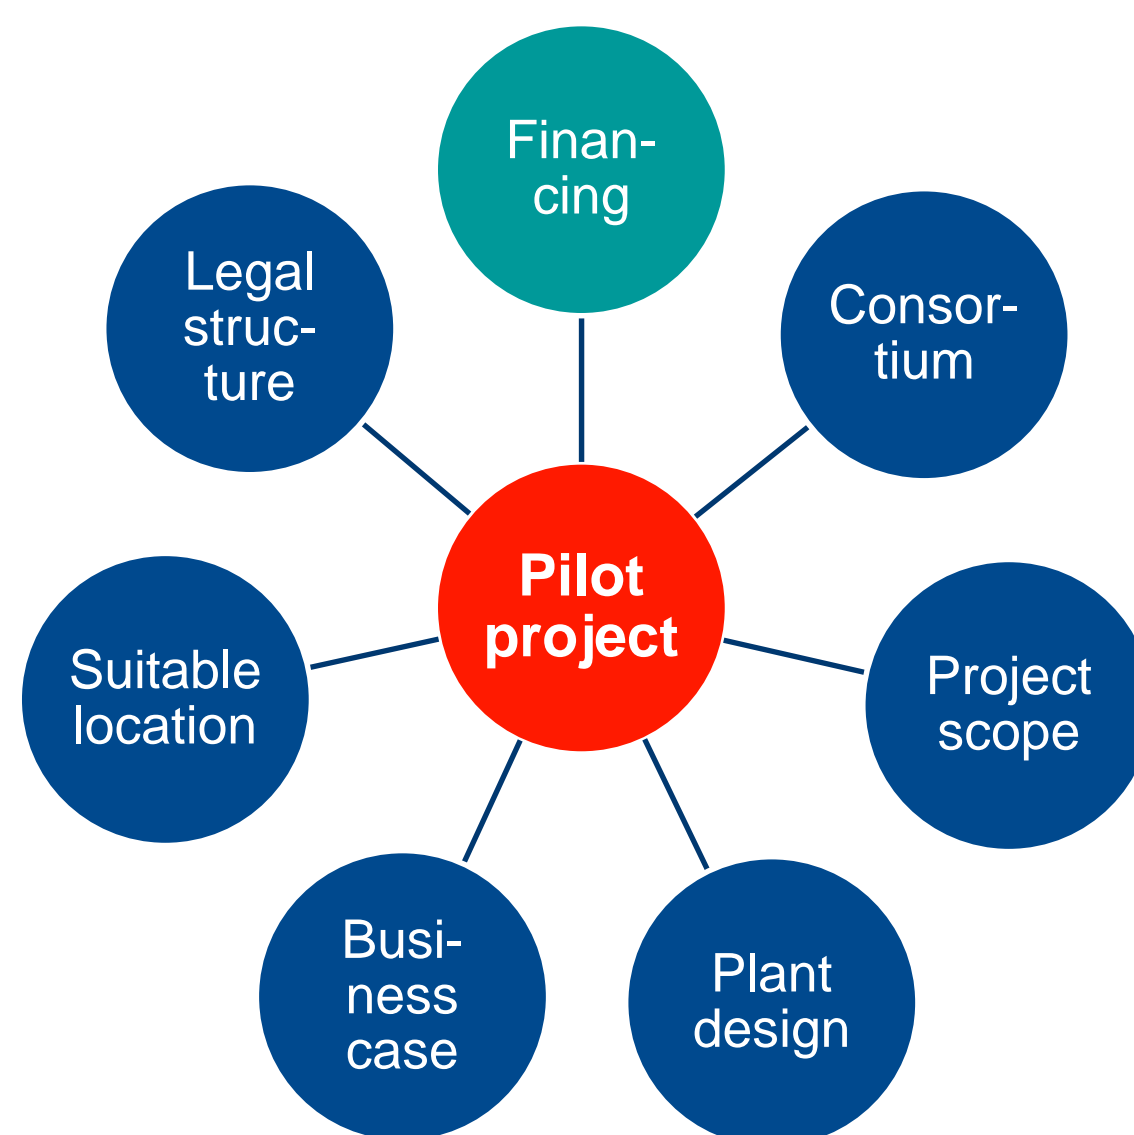 Finan-
cing
Consor-
tium
Project
scope
Plant
design
Busi-
ness
case
Suitable
location
Legal
struc-
ture
Pilot
project